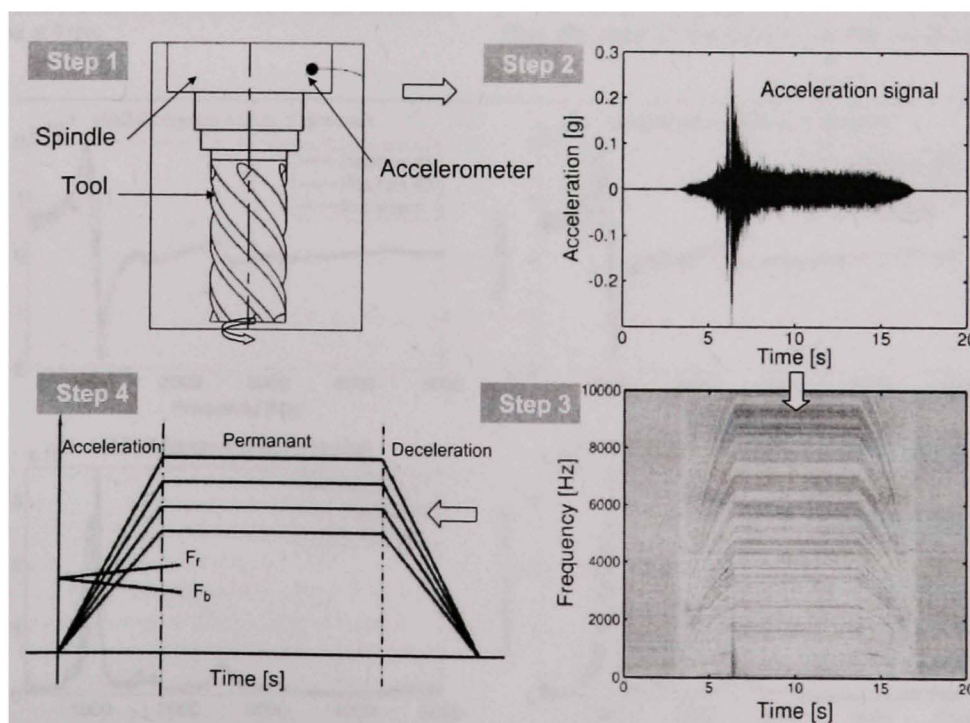 Step 1
Spindle
Tool
Accelerometer
Step 2
Acceleration signal
Acceleration [g]
0.3
0.2
0.1
0
-0.1
-0.2
0 5 10 15 20
Time [s]
Step 4
Acceleration
Permanant
Deceleration
Fr
Fb
Time [s]
Step 3
Frequency [Hz]
10000
8000
6000
4000
2000
0
0 5 10 15 20
Time [s]